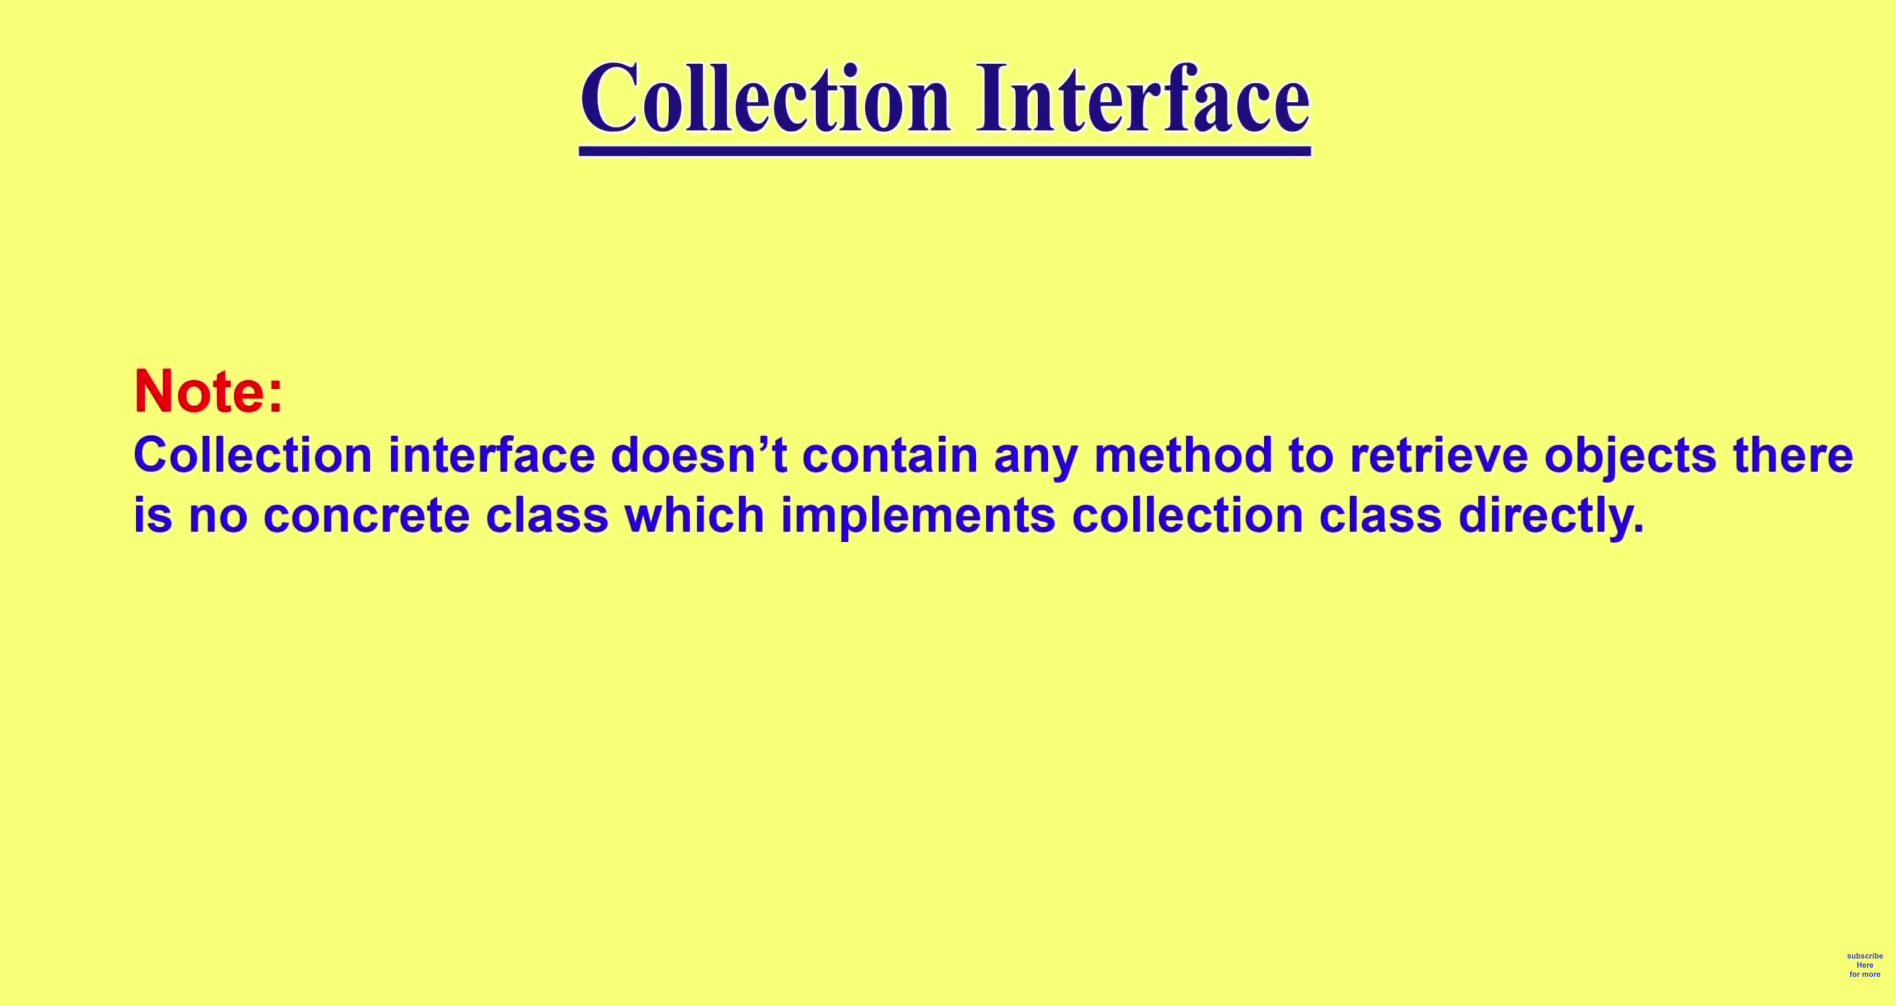 Collection Interface
Note:
Collection interface doesn’t contain any method to retrieve objects there
is no concrete class which implements collection class directly.
subscribe
Here
for more